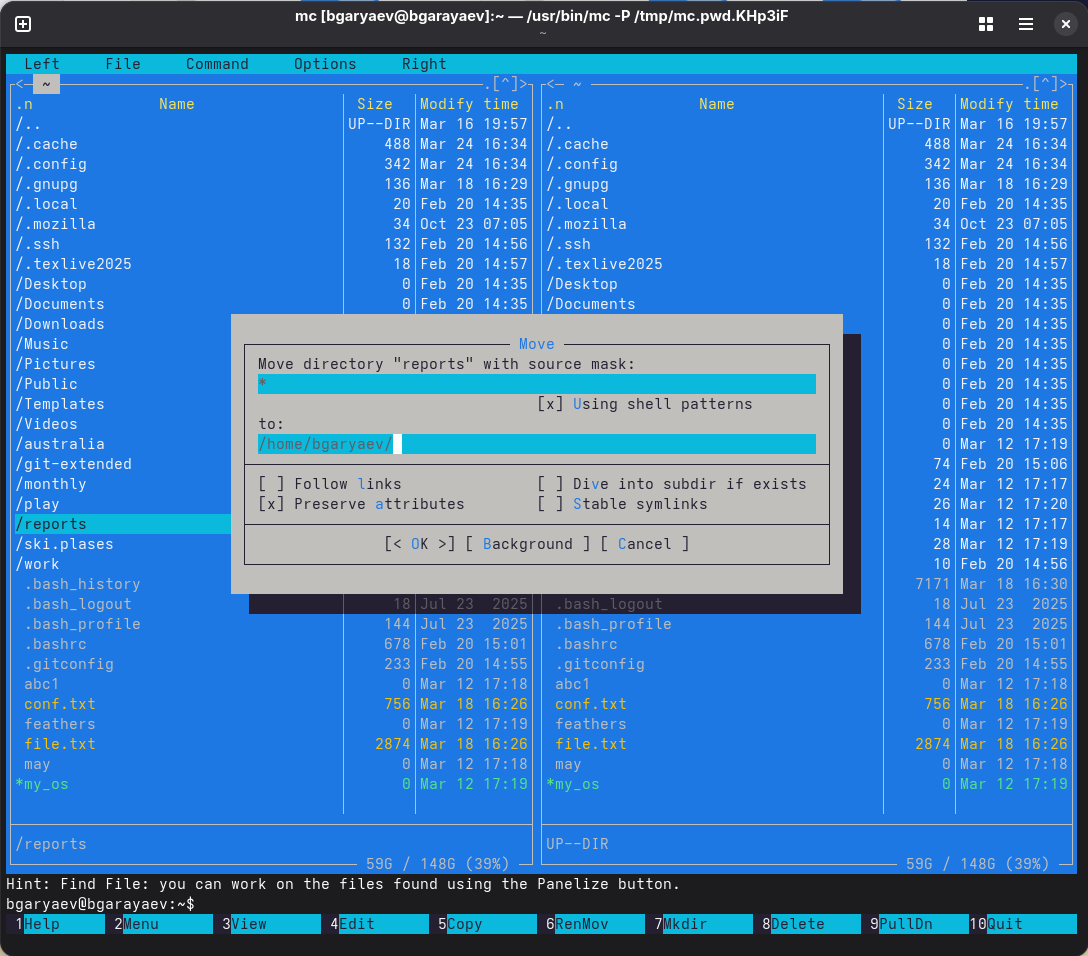 mc [bgaryaev@bgarayaev]:~ — /usr/bin/mc -P /tmp/mc.pwd.KHp3iF
~
Left File Command Options Right
<─ ~ ─.[^]>┐┌<─ ~ ─.[^]>
.n Name Size Modify time .n Name Size Modify time
/.. UP--DIR Mar 16 19:57 /.. UP--DIR Mar 16 19:57
/.cache 488 Mar 24 16:34 /.cache 488 Mar 24 16:34
/.config 342 Mar 24 16:34 /.config 342 Mar 24 16:34
/.gnupg 136 Mar 18 16:29 /.gnupg 136 Mar 18 16:29
/.local 20 Feb 20 14:35 /.local 20 Feb 20 14:35
/.mozilla 34 Oct 23 07:05 /.mozilla 34 Oct 23 07:05
/.ssh 132 Feb 20 14:56 /.ssh 132 Feb 20 14:56
/.texlive2025 18 Feb 20 14:57 /.texlive2025 18 Feb 20 14:57
/Desktop 0 Feb 20 14:35 /Desktop 0 Feb 20 14:35
/Documents 0 Feb 20 14:35 /Documents 0 Feb 20 14:35
/Downloads 0 Feb 20 14:35
/Music Move 0 Feb 20 14:35
/Pictures Move directory "reports" with source mask: 0 Feb 20 14:35
/Public * 0 Feb 20 14:35
/Templates [x] Using shell patterns 0 Feb 20 14:35
/Videos to: 0 Feb 20 14:35
/australia /home/bgaryaev/ 0 Mar 12 17:19
/git-extended 74 Feb 20 15:06
/monthly [ ] Follow links [ ] Dive into subdir if exists 24 Mar 12 17:17
/play [x] Preserve attributes [ ] Stable symlinks 26 Mar 12 17:20
/reports 14 Mar 12 17:17
/ski.plases [< OK >] [ Background ] [ Cancel ] 28 Mar 12 17:19
/work 10 Feb 20 14:56
.bash_history 7171 Mar 18 16:30
.bash_logout 18 Jul 23 2025 .bash_logout 18 Jul 23 2025
.bash_profile 144 Jul 23 2025 .bash_profile 144 Jul 23 2025
.bashrc 678 Feb 20 15:01 .bashrc 678 Feb 20 15:01
.gitconfig 233 Feb 20 14:55 .gitconfig 233 Feb 20 14:55
abc1 0 Mar 12 17:18 abc1 0 Mar 12 17:18
conf.txt 756 Mar 18 16:26 conf.txt 756 Mar 18 16:26
feathers 0 Mar 12 17:19 feathers 0 Mar 12 17:19
file.txt 2874 Mar 18 16:26 file.txt 2874 Mar 18 16:26
may 0 Mar 12 17:18 may 0 Mar 12 17:18
*my_os 0 Mar 12 17:19 *my_os 0 Mar 12 17:19
/reports UP--DIR
59G / 148G (39%) 59G / 148G (39%)
Hint: Find File: you can work on the files found using the Panelize button.
bgaryaev@bgarayaev:~$
1Help 2Menu 3View 4Edit 5Copy 6RenMov 7Mkdir 8Delete 9PullDn 10Quit